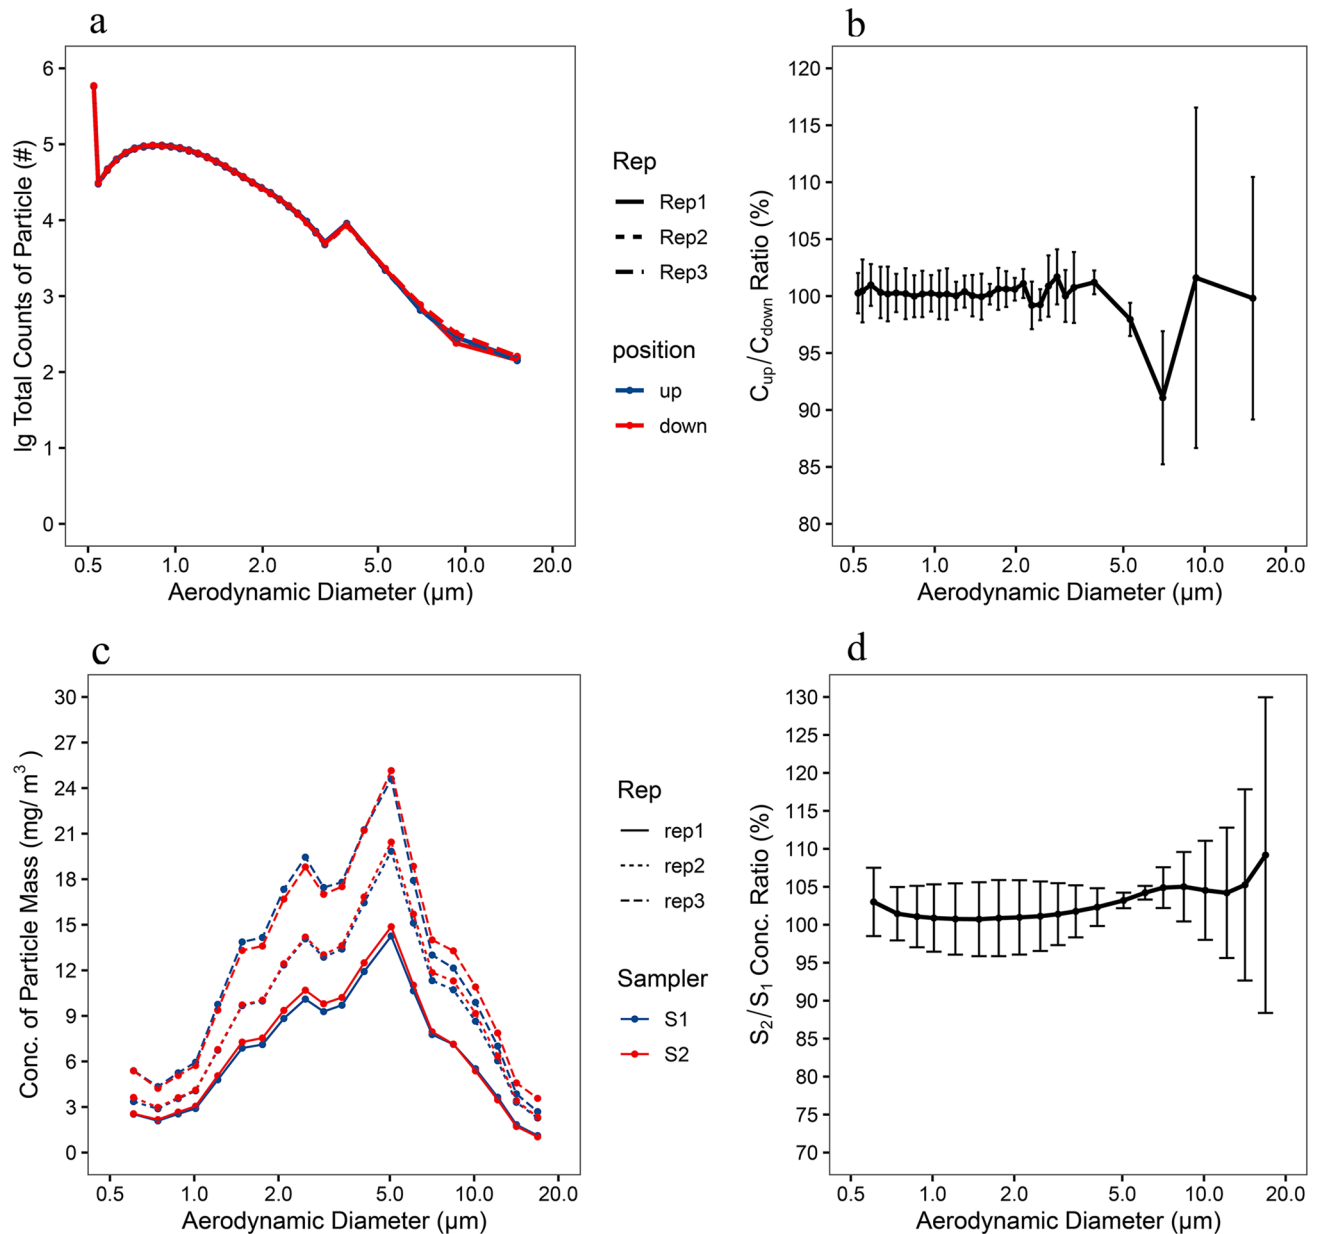 a
lg Total Counts of Particle (#)
6
5
4
3
2
1
0
0.5 1.0 2.0 5.0 10.0 20.0
Aerodynamic Diameter (μm)
Rep
Rep1
Rep2
Rep3
position
up
down
b
Cup/Cdown Ratio (%)
120
115
110
105
100
95
90
85
80
0.5 1.0 2.0 5.0 10.0 20.0
Aerodynamic Diameter (μm)
c
Conc. of Particle Mass (mg/ m³ )
30
27
24
21
18
15
12
9
6
3
0
0.5 1.0 2.0 5.0 10.0 20.0
Aerodynamic Diameter (μm)
Rep
rep1
rep2
rep3
Sampler
S1
S2
d
S2/S1 Conc. Ratio (%)
130
125
120
115
110
105
100
95
90
85
80
75
70
0.5 1.0 2.0 5.0 10.0 20.0
Aerodynamic Diameter (μm)